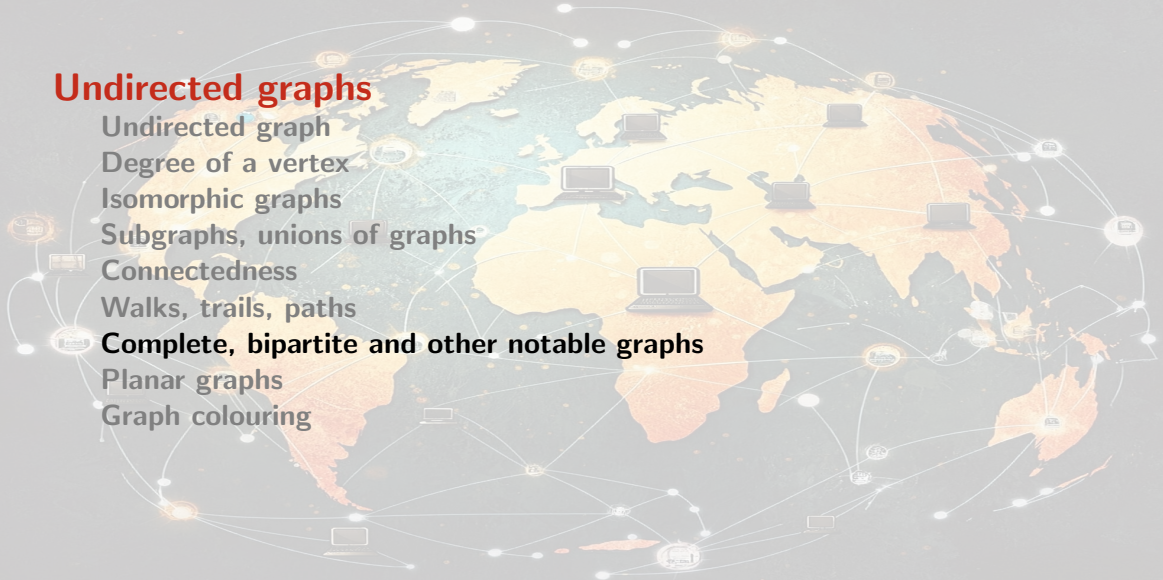 Undirected graphs
Undirected graph
Degree of a vertex
Isomorphic graphs
Subgraphs, unions of graphs
Connectedness
Walks, trails, paths
Complete, bipartite and other notable graphs
Planar graphs
Graph colouring